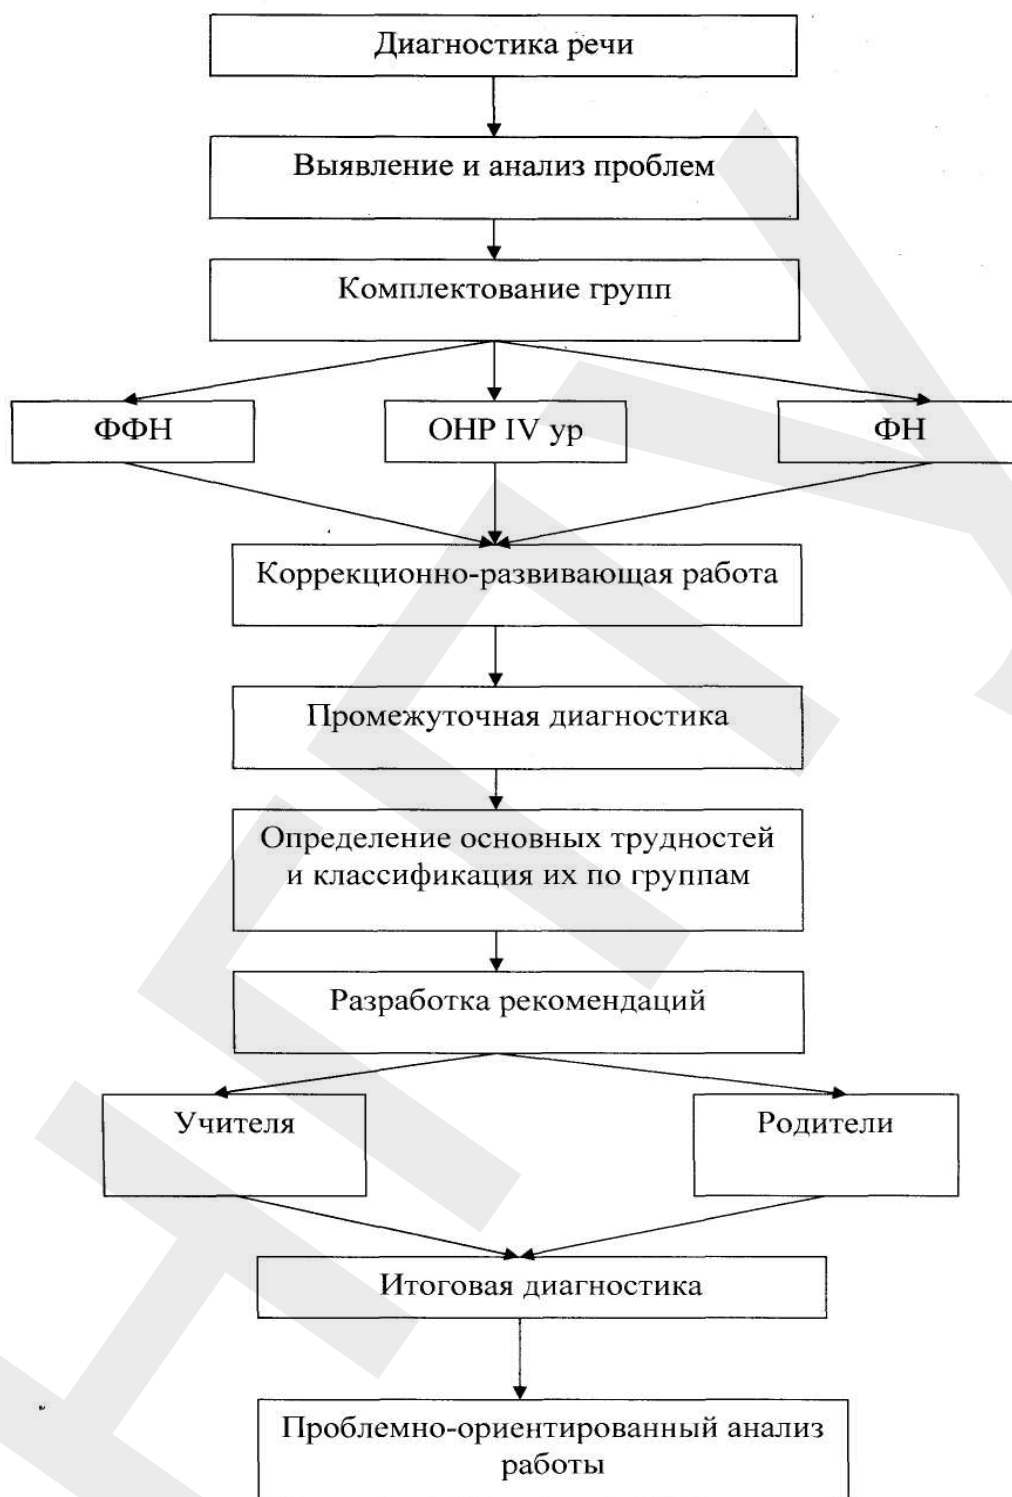 Диагностика речи
Выявление и анализ проблем
Комплектование групп
ФФН
ОНР IV ур
ФН
Коррекционно-развивающая работа
Промежуточная диагностика
Определение основных трудностей
и классификация их по группам
Разработка рекомендаций
Учителя
Родители
Итоговая диагностика
Проблемно-ориентированный анализ
работы